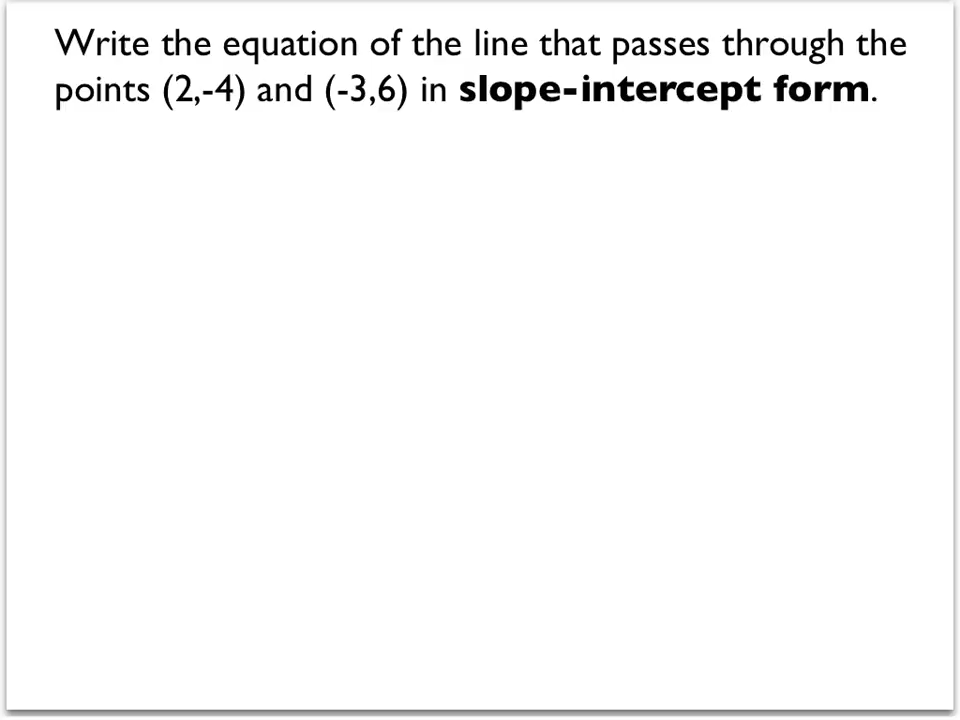 Write the equation of the line that passes through the
points (2,-4) and (-3,6) in slope-intercept form.